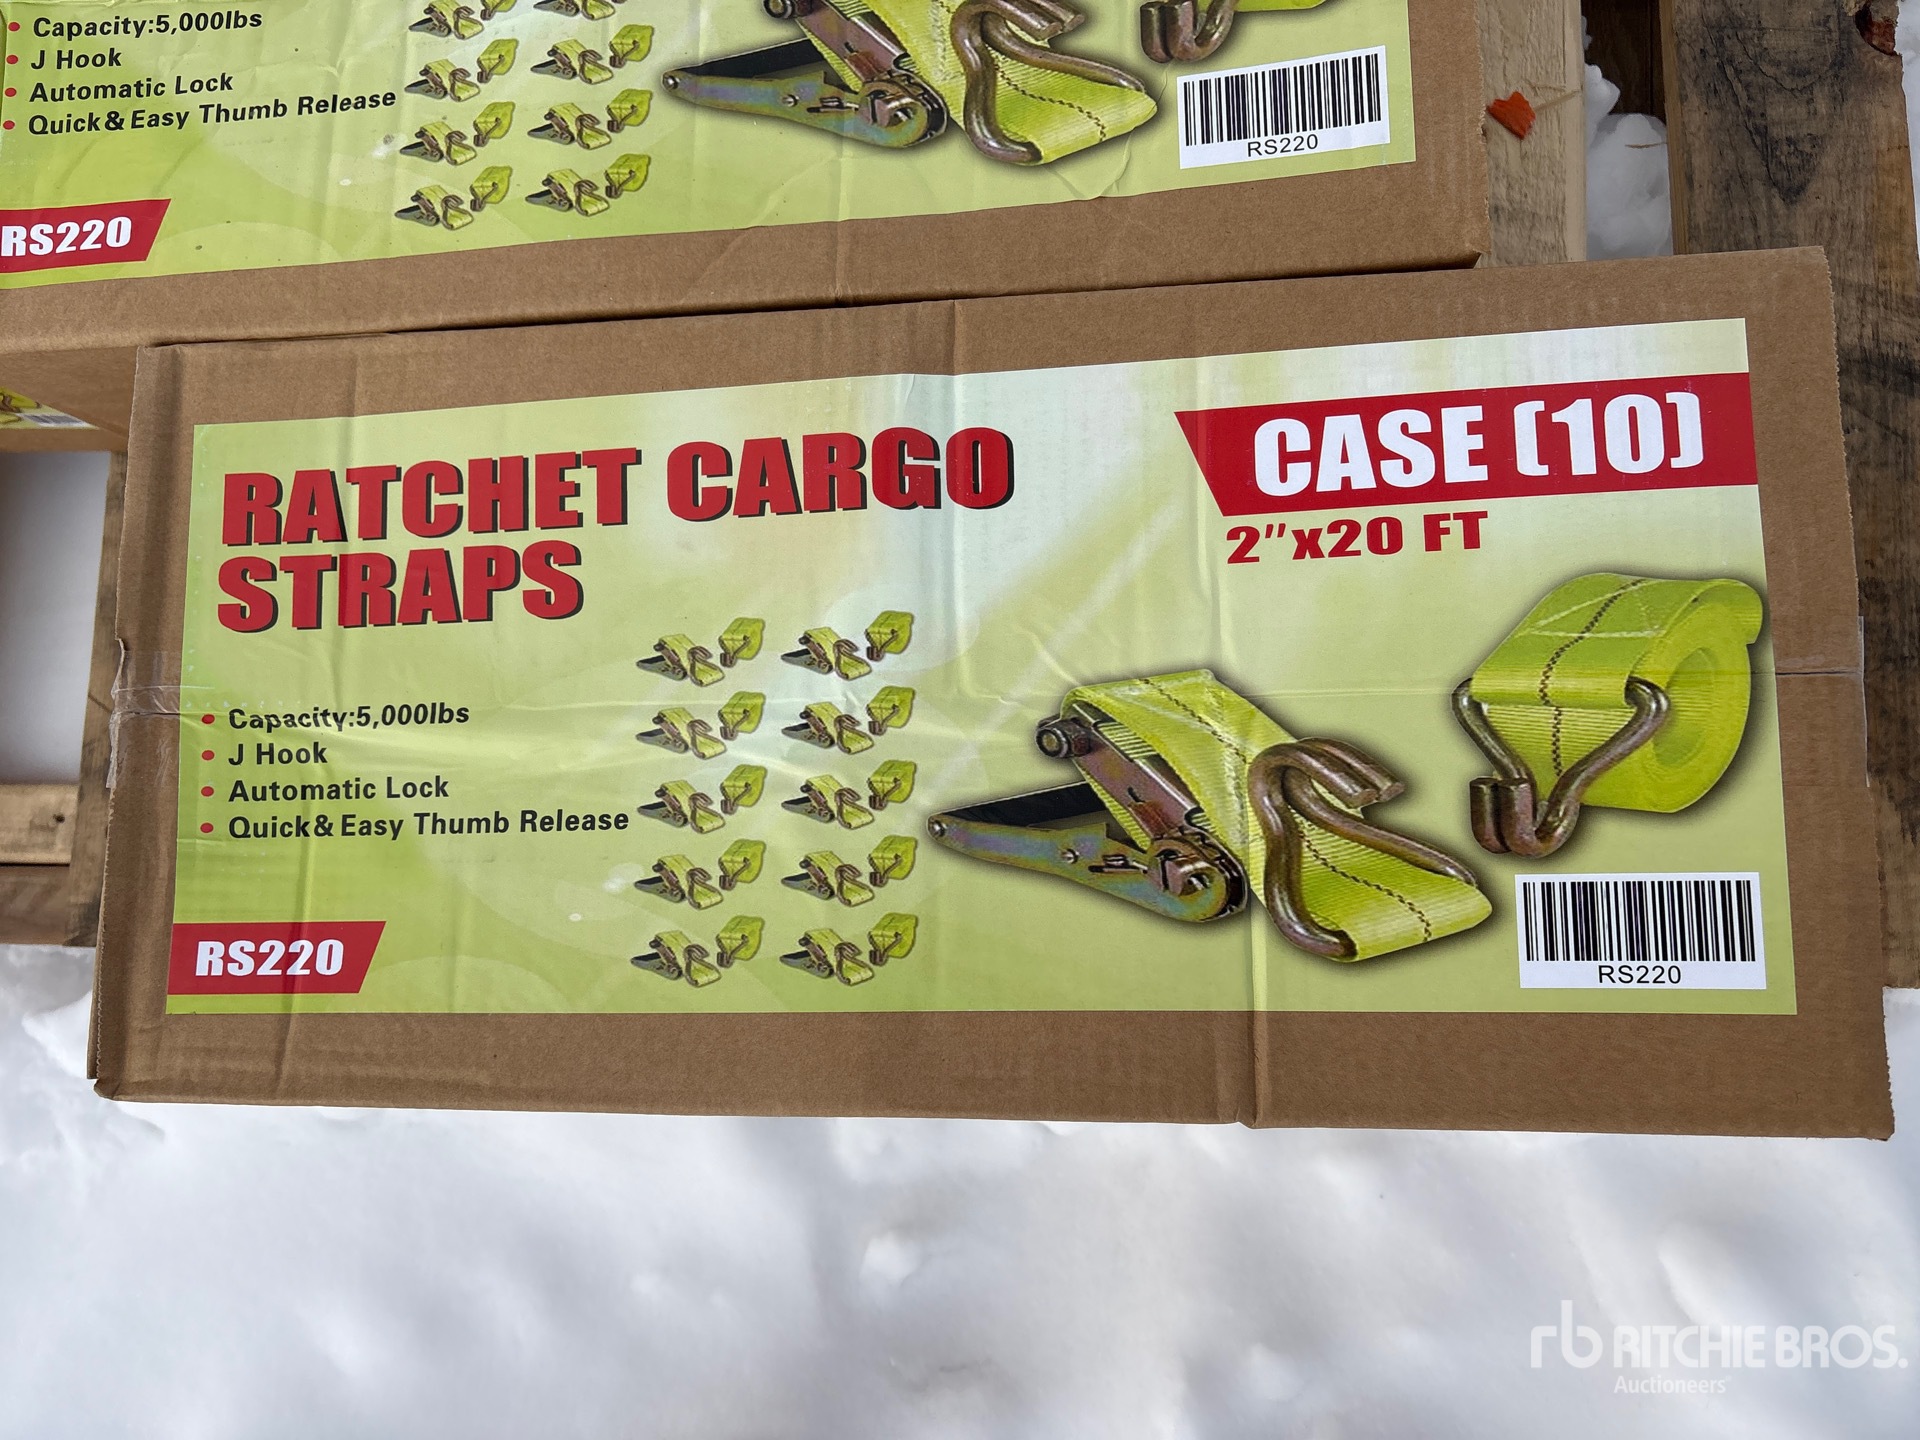 Capacity:5,000lbs
J Hook
Automatic Lock
Quick&Easy Thumb Release
RS220
RS220
RATCHET CARGO
STRAPS
CASE (10)
2"x20 FT
Capacity:5,000lbs
J Hook
Automatic Lock
Quick&Easy Thumb Release
RS220
RS220
rb RITCHIE BROS.
Auctioneers